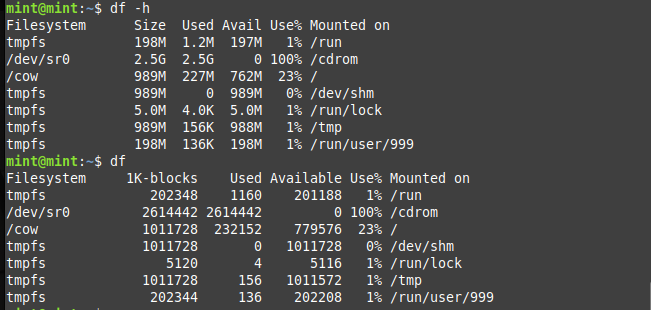 mint@mint:~$ df -h
Filesystem      Size  Used Avail Use% Mounted on
tmpfs           198M  1.2M  197M   1% /run
/dev/sr0        2.5G  2.5G     0 100% /cdrom
/cow            989M  227M  762M  23% /
tmpfs           989M     0  989M   0% /dev/shm
tmpfs           5.0M  4.0K  5.0M   1% /run/lock
tmpfs           989M  156K  988M   1% /tmp
tmpfs           198M  136K  198M   1% /run/user/999
mint@mint:~$ df
Filesystem     1K-blocks    Used Available Use% Mounted on
tmpfs             202348    1160    201188   1% /run
/dev/sr0         2614442 2614442         0 100% /cdrom
/cow             1011728  232152    779576  23% /
tmpfs            1011728       0   1011728   0% /dev/shm
tmpfs               5120       4      5116   1% /run/lock
tmpfs            1011728     156   1011572   1% /tmp
tmpfs             202344     136    202208   1% /run/user/999